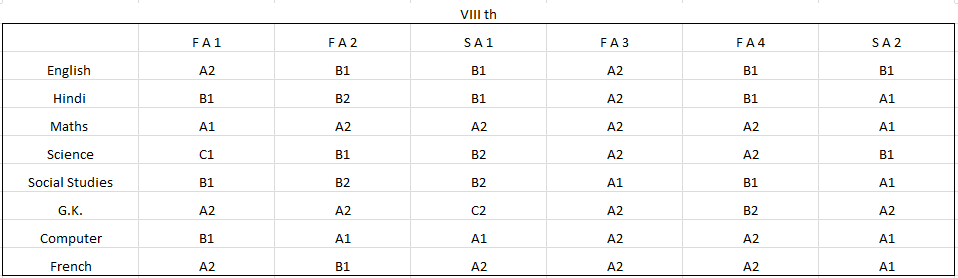 VIII th
F A 1 F A 2 S A 1 F A 3 F A 4 S A 2
English A2 B1 B1 A2 B1 B1
Hindi B1 B2 B1 A2 B1 A1
Maths A1 A2 A2 A2 A2 A1
Science C1 B1 B2 A2 A2 B1
Social Studies B1 B2 B2 A1 B1 A1
G.K. A2 A2 C2 A2 B2 A2
Computer B1 A1 A1 A2 A2 A1
French A2 B1 A2 A2 A2 A1